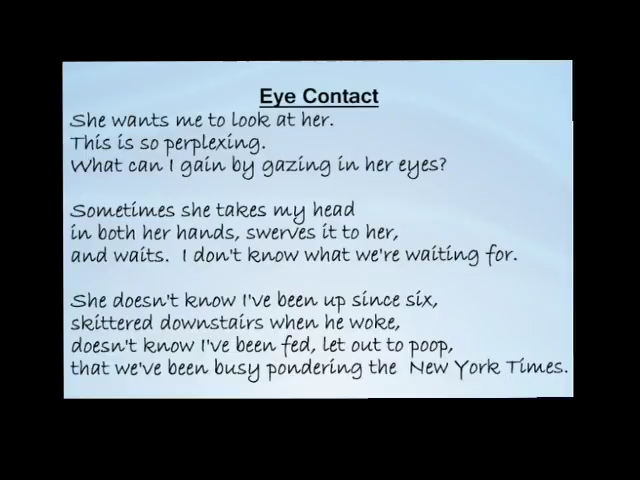 Eye Contact
She wants me to look at her.
This is so perplexing.
What can I gain by gazing in her eyes?
Sometimes she takes my head
in both her hands, swerves it to her,
and waits. I don't know what we're waiting for.
She doesn't know I've been up since six,
skittered downstairs when he woke,
doesn't know I've been fed, let out to poop,
that we've been busy pondering the New York Times.